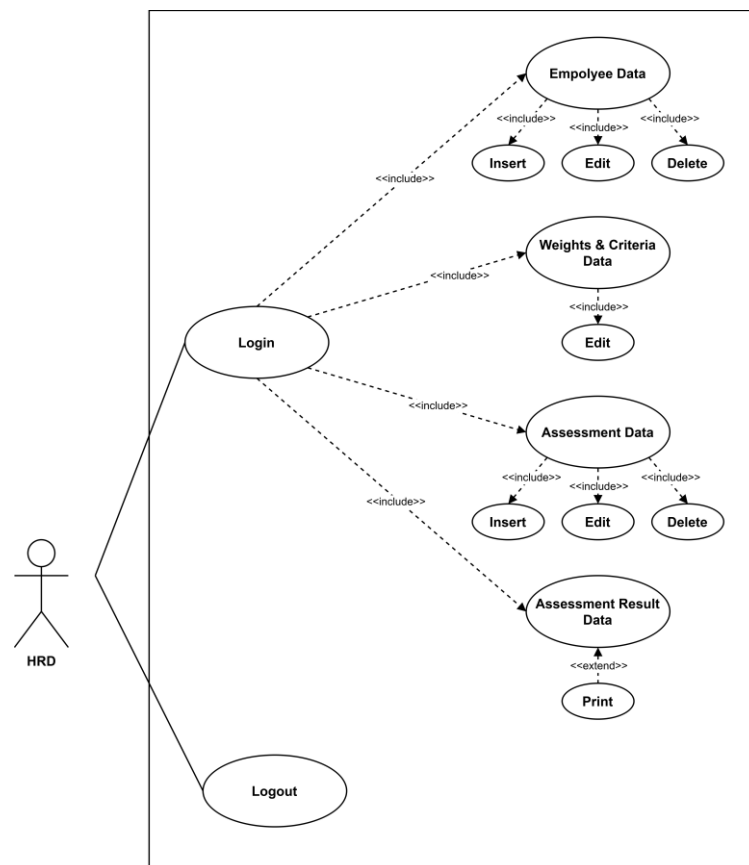 Empolyee Data
<<include>>
<<include>>
<<include>>
Insert
Edit
Delete
<<include>>
Weights & Criteria
Data
<<include>>
<<include>>
Login
Edit
<<include>>
Assessment Data
<<include>>
<<include>>
<<include>>
<<include>>
Insert
Edit
Delete
Assessment Result
Data
<<extend>>
HRD
Print
Logout